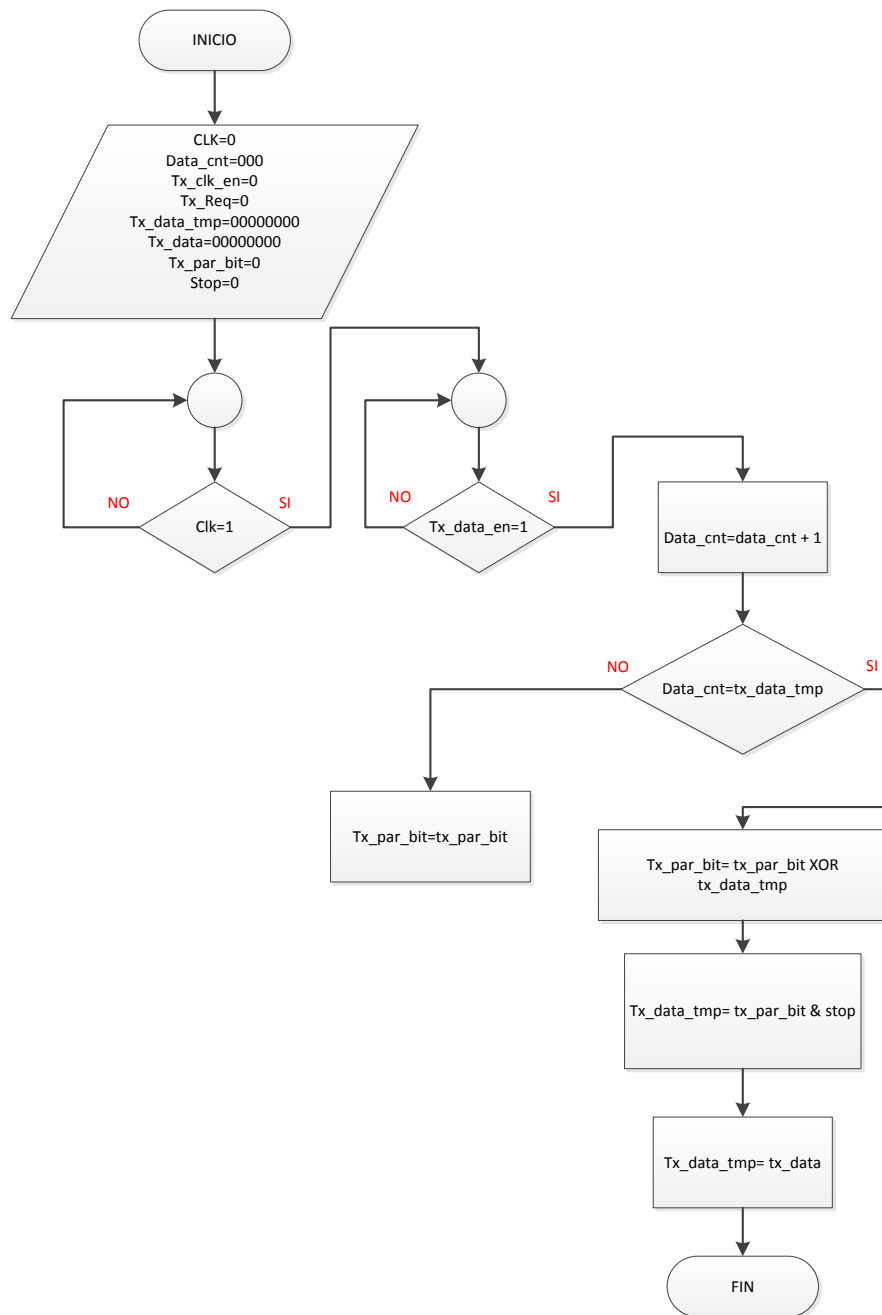 INICIO
CLK=0
Data_cnt=000
Tx_clk_en=0
Tx_Req=0
Tx_data_tmp=00000000
Tx_data=00000000
Tx_par_bit=0
Stop=0
NO
SI
Clk=1
NO
SI
Tx_data_en=1
Data_cnt=data_cnt + 1
NO
SI
Data_cnt=tx_data_tmp
Tx_par_bit=tx_par_bit
Tx_par_bit= tx_par_bit XOR
tx_data_tmp
Tx_data_tmp= tx_par_bit & stop
Tx_data_tmp= tx_data
FIN